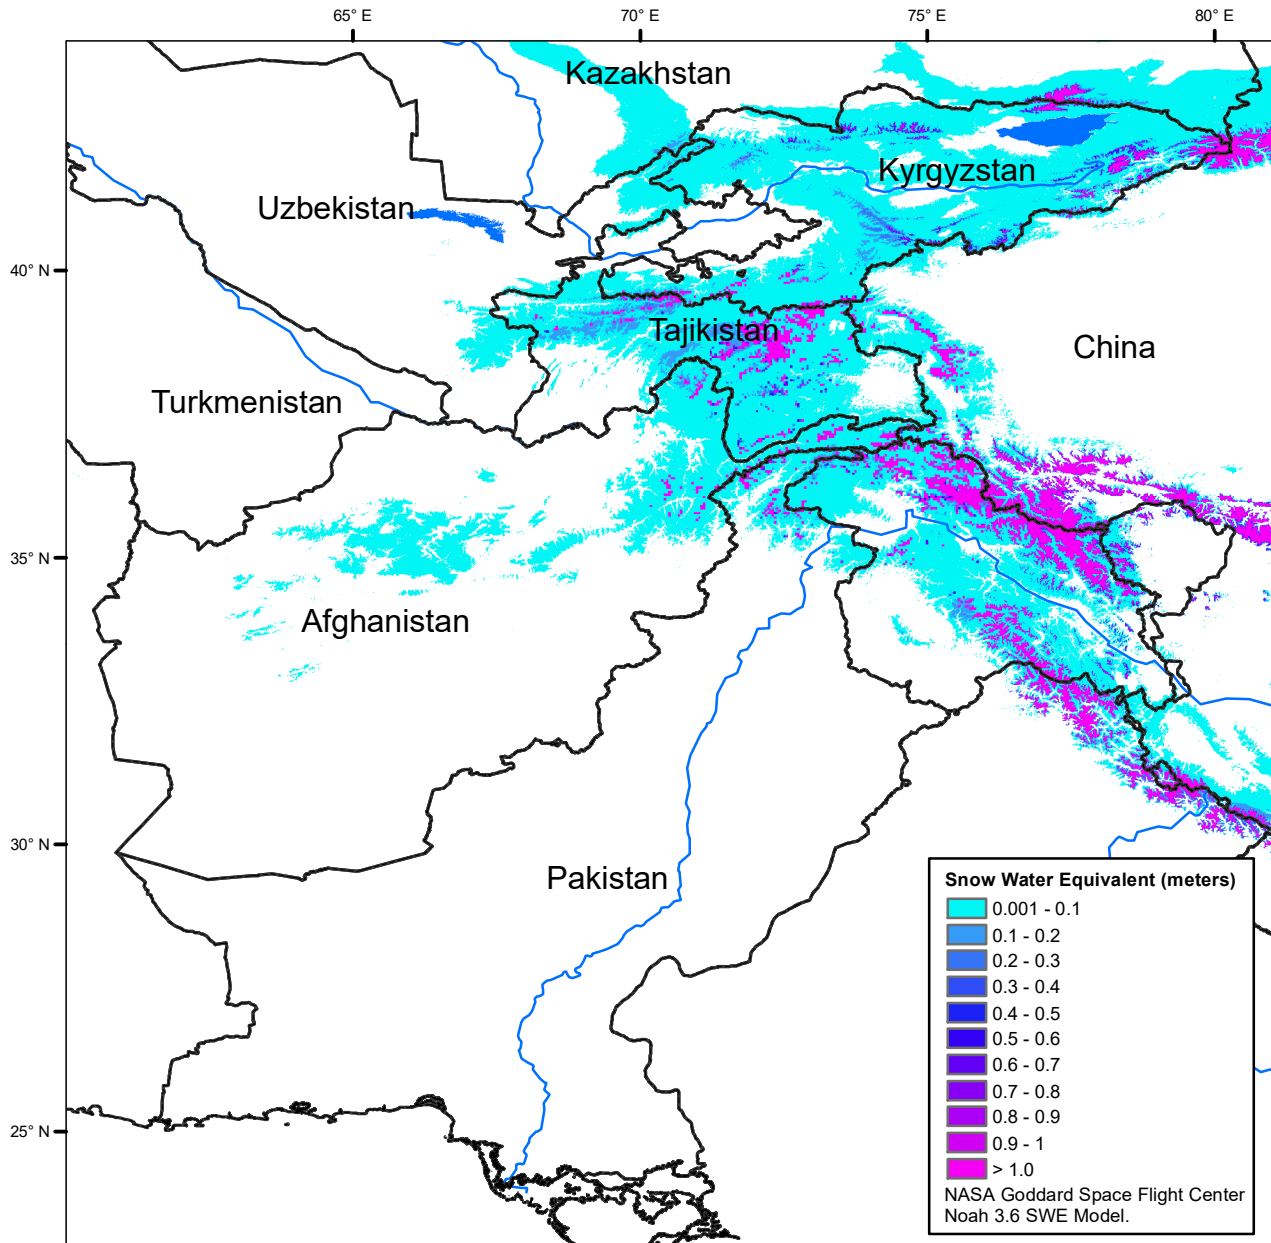 65° E
70° E
75° E
80° E
Kazakhstan
Kyrgyzstan
Uzbekistan
40° N
Tajikistan
China
Turkmenistan
35° N
Afghanistan
30° N
Pakistan
Snow Water Equivalent (meters)
0.001 - 0.1
0.1 - 0.2
0.2 - 0.3
0.3 - 0.4
0.4 - 0.5
0.5 - 0.6
0.6 - 0.7
0.7 - 0.8
0.8 - 0.9
0.9 - 1
> 1.0
NASA Goddard Space Flight Center
Noah 3.6 SWE Model.
25° N